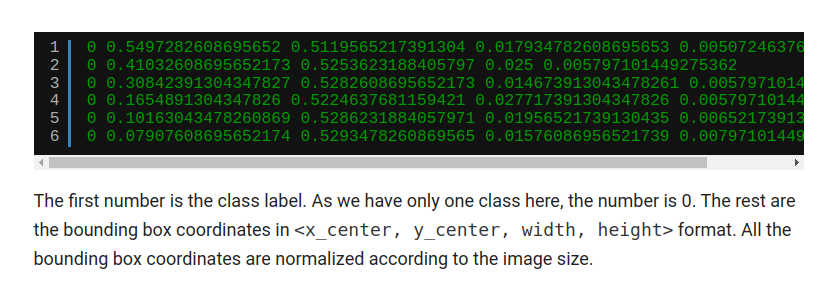 1 0 0.5497282608695652 0.5119565217391304 0.017934782608695653 0.00507246376
2 0 0.41032608695652173 0.5253623188405797 0.025 0.005797101449275362
3 0 0.30842391304347827 0.5282608695652173 0.014673913043478261 0.0057971014
4 0 0.1654891304347826 0.5224637681159421 0.027717391304347826 0.00579710144
5 0 0.10163043478260869 0.5286231884057971 0.01956521739130435 0.00652173913
6 0 0.07907608695652174 0.5293478260869565 0.01576086956521739 0.00797101449
The first number is the class label. As we have only one class here, the number is 0. The rest are
the bounding box coordinates in <x_center, y_center, width, height> format. All the
bounding box coordinates are normalized according to the image size.